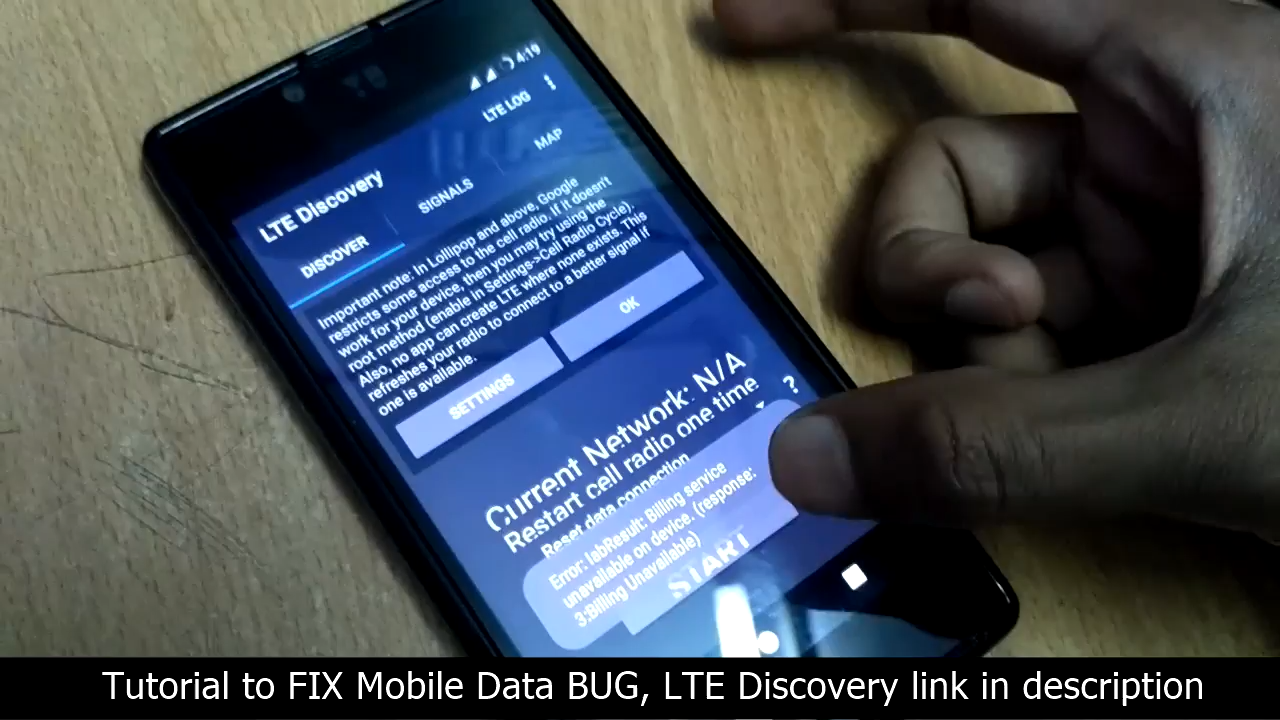 4:19
LTE Discovery
LTE LOG
DISCOVER
SIGNALS
MAP
Important note: In Lollipop and above, Google
restricts some access to the cell radio. If it doesn't
work for your device, then you may try using the
root method (enable in Settings->Cell Radio Cycle).
Also, no app can create LTE where none exists. This
refreshes your radio to connect to a better signal if
one is available.
SETTINGS
OK
Current Network: N/A
Restart cell radio one time
?
Reset data connection
Error: IabResult: Billing service
unavailable on device. (response:
3:Billing Unavailable)
START
Tutorial to FIX Mobile Data BUG, LTE Discovery link in description